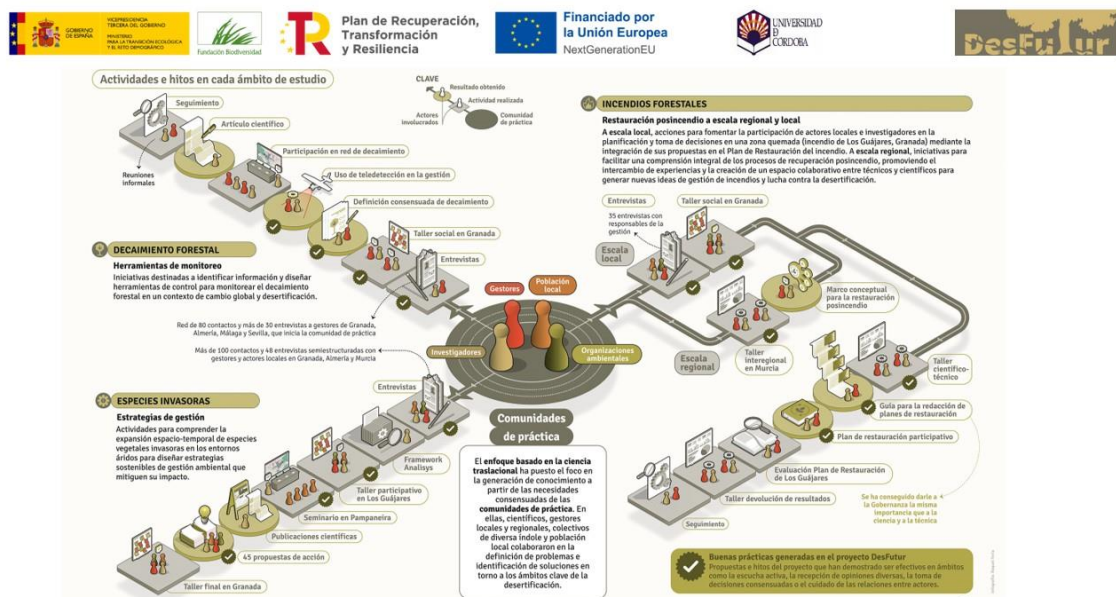 GOBIERNO
DE ESPAÑA
VICEPRESIDENCIA
TERCERA DEL GOBIERNO
MINISTERIO
PARA LA TRANSICIÓN ECOLÓGICA
Y EL RETO DEMOGRÁFICO
Fundación Biodiversidad
Plan de Recuperación,
Transformación
y Resiliencia
Financiado por
la Unión Europea
NextGenerationEU
UNIVERSIDAD
DE
CORDOBA
DesFutur
Actividades e hitos en cada ámbito de estudio
CLAVE
Resultado obtenido
Actividad realizada
Actores
involucrados
Comunidad
de práctica
Seguimiento
Artículo científico
Reuniones
informales
Participación en red de decaimiento
Uso de teledetección en la gestión
Definición consensuada de decaimiento
Taller social en Granada
Entrevistas
DECAIMIENTO FORESTAL
Herramientas de monitoreo
Iniciativas destinadas a identificar información y diseñar
herramientas de control para monitorear el decaimiento
forestal en un contexto de cambio global y desertificación.
Red de 80 contactos y más de 30 entrevistas a gestores de Granada,
Almería, Málaga y Sevilla, que inicia la comunidad de práctica
Más de 100 contactos y 48 entrevistas semiestructuradas con
gestores y actores locales en Granada, Almería y Murcia
ESPECIES INVASORAS
Estrategias de gestión
Actividades para comprender la
expansión espacio-temporal de especies
vegetales invasoras en los entornos
áridos para diseñar estrategias
sostenibles de gestión ambiental que
mitiguen su impacto.
Entrevistas
Framework
Analisys
Taller participativo
en Los Guájares
Seminario en Pampaneira
Publicaciones científicas
45 propuestas de acción
Taller final en Granada
Gestores
Población
local
Investigadores
Organizaciones
ambientales
Comunidades
de práctica
El enfoque basado en la ciencia
traslacional ha puesto el foco en
la generación de conocimiento a
partir de las necesidades
consensuadas de las
comunidades de práctica. En
ellas, científicos, gestores
locales y regionales, colectivos
de diversa índole y población
local colaboraron en la
definición de problemas e
identificación de soluciones en
torno a los ámbitos clave de la
desertificación.
INCENDIOS FORESTALES
Restauración posincendio a escala regional y local
A escala local, acciones para fomentar la participación de actores locales e investigadores en la
planificación y toma de decisiones en una zona quemada (incendio de Los Guájares, Granada) mediante la
integración de sus propuestas en el Plan de Restauración del incendio. A escala regional, iniciativas para
facilitar una comprensión integral de los procesos de recuperación posincendio, promoviendo el
intercambio de experiencias y la creación de un espacio colaborativo entre técnicos y científicos para
generar nuevas ideas de gestión de incendios y lucha contra la desertificación.
Entrevistas
Taller social en Granada
35 entrevistas con
responsables de la
gestión
Escala
local
Marco conceptual
para la restauración
posincendio
Escala
regional
Taller
interregional
en Murcia
Taller
científico-
técnico
Guía para la redacción de
planes de restauración
Plan de restauración participativo
Evaluación Plan de Restauración
de Los Guájares
Taller devolución de resultados
Seguimiento
Se ha conseguido darle a
la Gobernanza la misma
importancia que a la
ciencia y a la técnica
Buenas prácticas generadas en el proyecto DesFutur
Propuestas e hitos del proyecto que han demostrado ser efectivos en ámbitos
como la escucha activa, la recepción de opiniones diversas, la toma de
decisiones consensuadas o el cuidado de las relaciones entre actores.